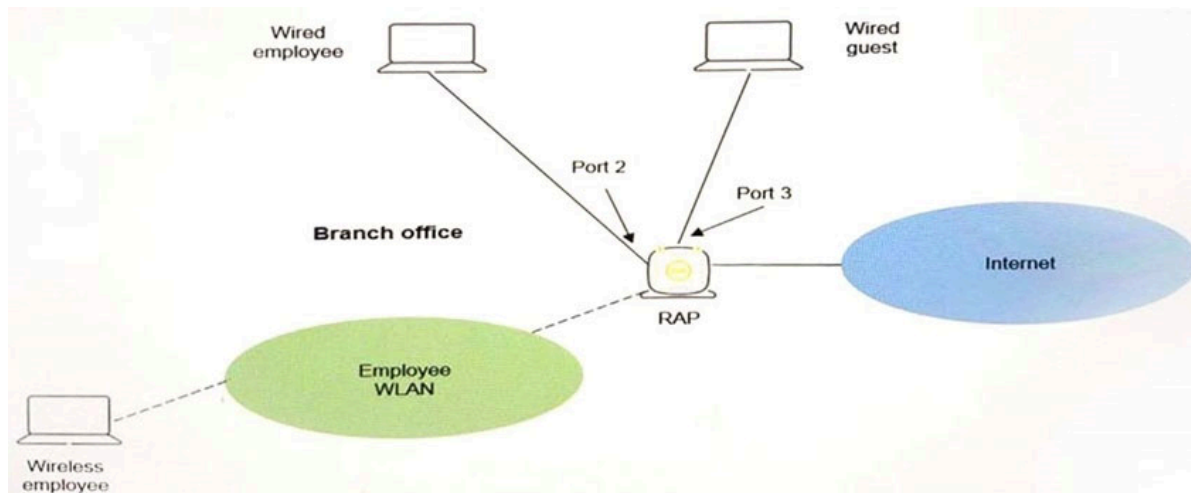 Wired
employee
Wired
guest
Port 2
Port 3
Branch office
Internet
RAP
Employee
WLAN
Wireless
employee